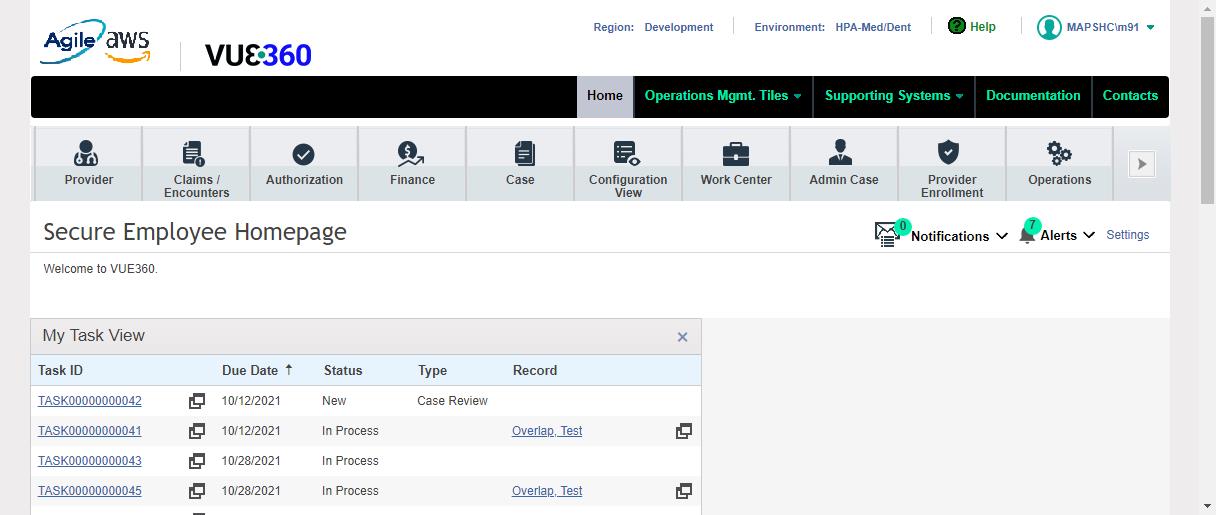 Region: Development Environment: HPA-Med/Dent ? Help MAPSHC\m91
Agile aws VUE360
Home Operations Mgmt. Tiles Supporting Systems Documentation Contacts
Provider
Claims /
Encounters
Authorization
Finance
Case
Configuration
View
Work Center
Admin Case
Provider
Enrollment
Operations
Secure Employee Homepage
0 Notifications 7 Alerts Settings
Welcome to VUE360.
My Task View
Task ID Due Date ↑ Status Type Record
TASK00000000042 10/12/2021 New Case Review
TASK00000000041 10/12/2021 In Process Overlap, Test
TASK00000000043 10/28/2021 In Process
TASK00000000045 10/28/2021 In Process Overlap, Test